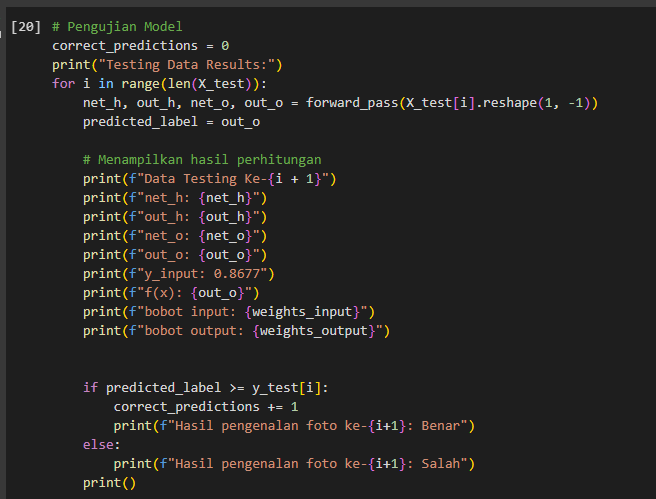 [20] # Pengujian Model
correct_predictions = 0
print("Testing Data Results:")
for i in range(len(X_test)):
    net_h, out_h, net_o, out_o = forward_pass(X_test[i].reshape(1, -1))
    predicted_label = out_o
    # Menampilkan hasil perhitungan
    print(f"Data Testing Ke-{i + 1}")
    print(f"net_h: {net_h}")
    print(f"out_h: {out_h}")
    print(f"net_o: {net_o}")
    print(f"out_o: {out_o}")
    print(f"y_input: 0.8677")
    print(f"f(x): {out_o}")
    print(f"bobot input: {weights_input}")
    print(f"bobot output: {weights_output}")
    if predicted_label >= y_test[i]:
        correct_predictions += 1
        print(f"Hasil pengenalan foto ke-{i+1}: Benar")
    else:
        print(f"Hasil pengenalan foto ke-{i+1}: Salah")
    print()